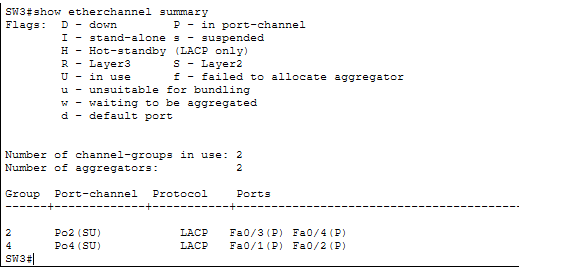 SW3#show etherchannel summary
Flags:  D - down        P - in port-channel
        I - stand-alone s - suspended
        H - Hot-standby (LACP only)
        R - Layer3      S - Layer2
        U - in use      f - failed to allocate aggregator
        u - unsuitable for bundling
        w - waiting to be aggregated
        d - default port
Number of channel-groups in use: 2
Number of aggregators:           2
Group  Port-channel  Protocol    Ports
------+-------------+-----------+----------------------------------------------
2      Po2(SU)           LACP   Fa0/3(P) Fa0/4(P)
4      Po4(SU)           LACP   Fa0/1(P) Fa0/2(P)
SW3#